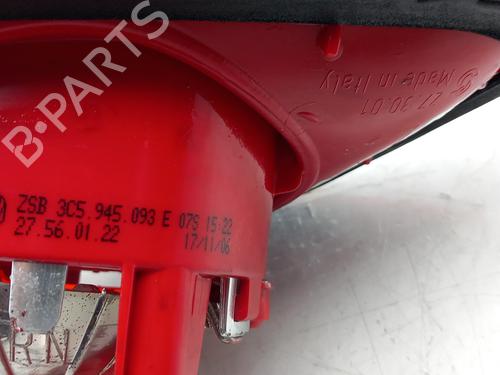 B-PARTS
27.30.01
Made in Italy
ZSB 3C5.945.093 E 07S 15:22
27.56.01.22 17/11/06